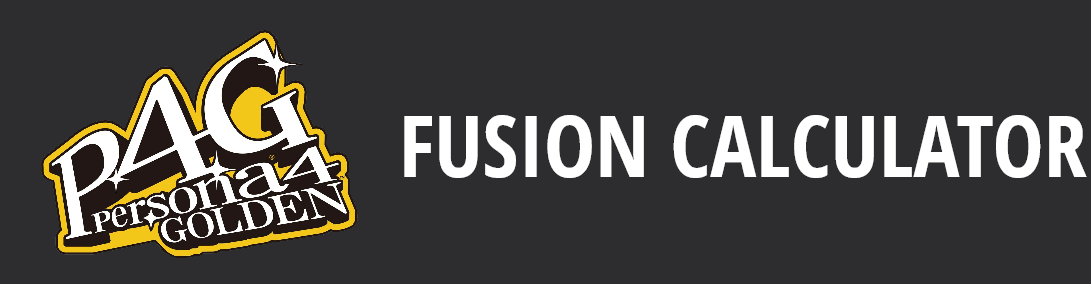 P4G
Persona4
GOLDEN
FUSION CALCULATOR